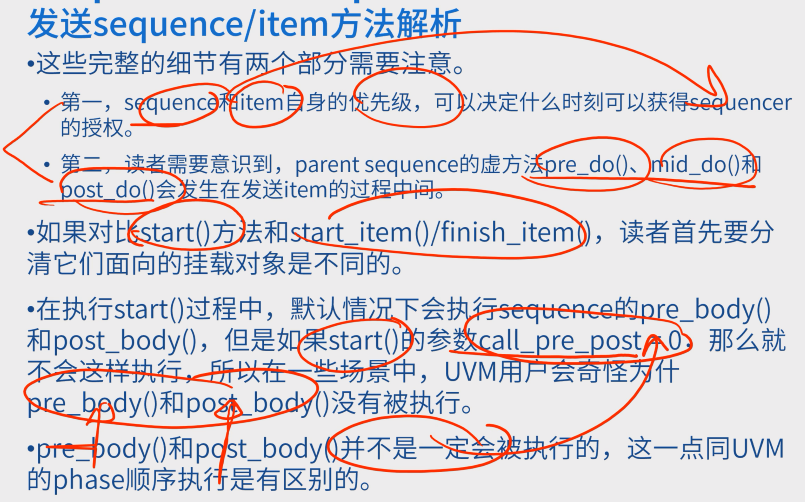 发送sequence/item方法解析
•这些完整的细节有两个部分需要注意。
• 第一，sequence和item自身的优先级，可以决定什么时刻可以获得sequencer
的授权。
• 第二，读者需要意识到，parent sequence的虚方法pre_do()、mid_do()和
post_do()会发生在发送item的过程中间。
•如果对比start()方法和start_item()/finish_item()，读者首先要分
清它们面向的挂载对象是不同的。
•在执行start()过程中，默认情况下会执行sequence的pre_body()
和post_body()，但是如果start()的参数call_pre_post = 0，那么就
不会这样执行，所以在一些场景中，UVM用户会奇怪为什
pre_body()和post_body()没有被执行。
•pre_body()和post_body()并不是一定会被执行的，这一点同UVM
的phase顺序执行是有区别的。